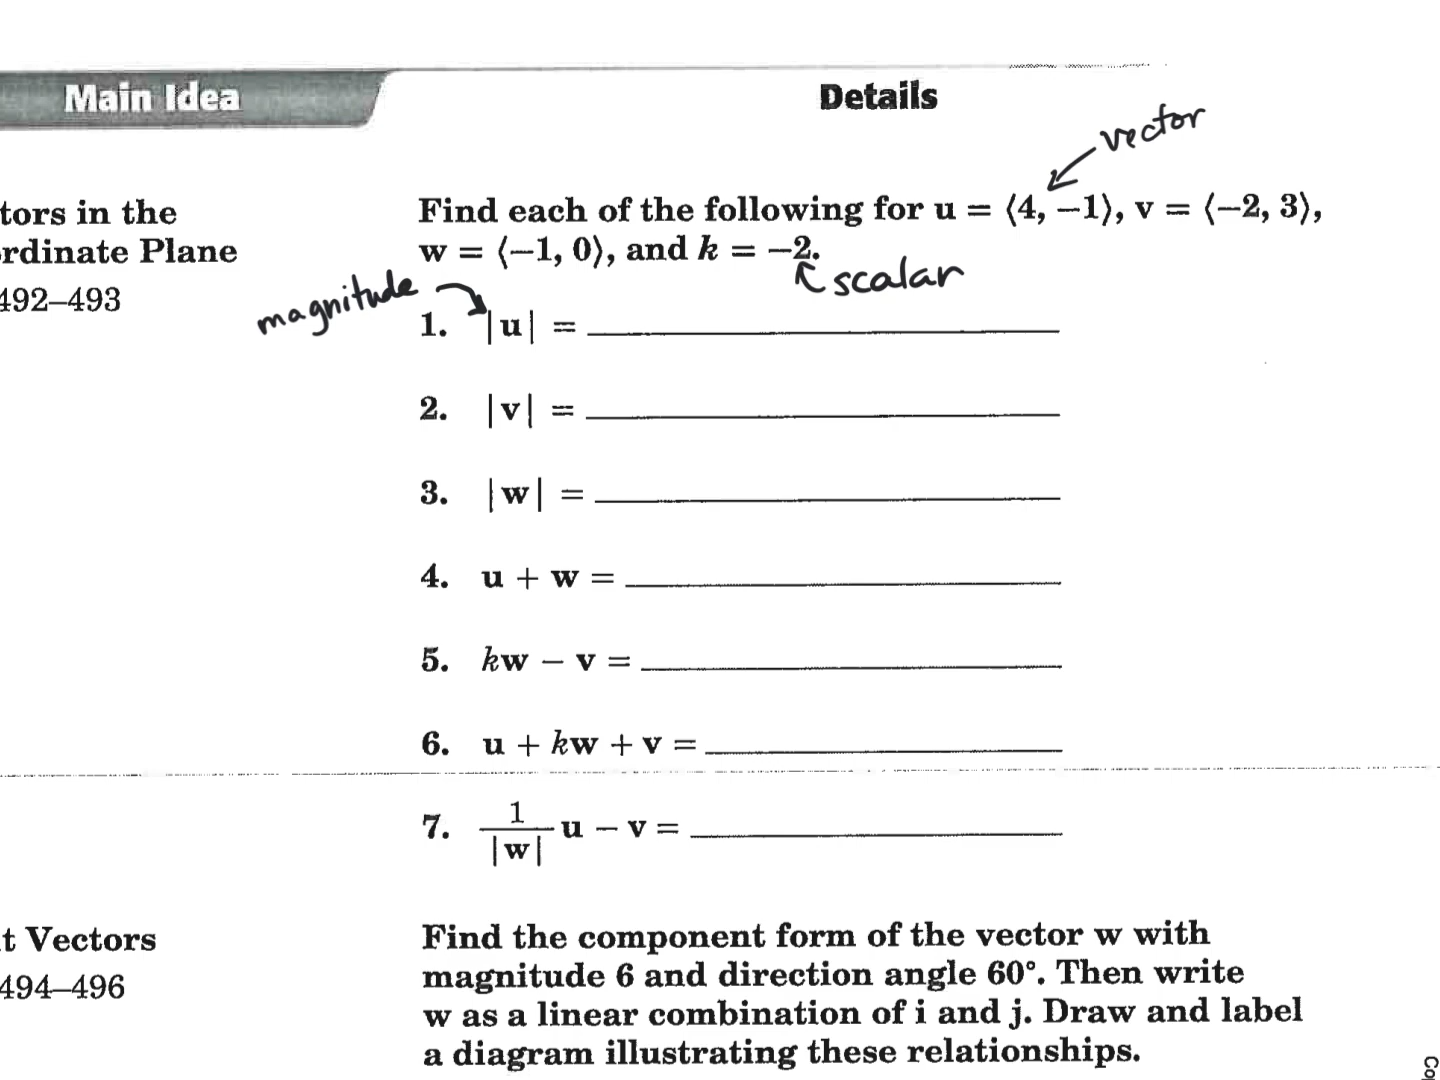 Main Idea
Details
vector
tors in the
rdinate Plane
492–493
Find each of the following for u = ⟨4, −1⟩, v = ⟨−2, 3⟩,
w = ⟨−1, 0⟩, and k = −2.
scalar
magnitude
1. |u| =
2. |v| =
3. |w| =
4. u + w =
5. kw − v =
6. u + kw + v =
7. 1/|w| u − v =
t Vectors
494–496
Find the component form of the vector w with
magnitude 6 and direction angle 60°. Then write
w as a linear combination of i and j. Draw and label
a diagram illustrating these relationships.
Co